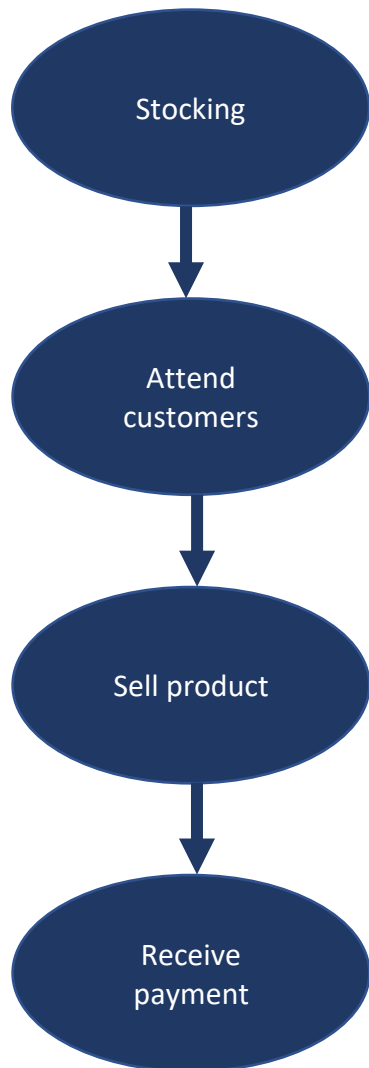 Stocking
Attend
customers
Sell product
Receive
payment